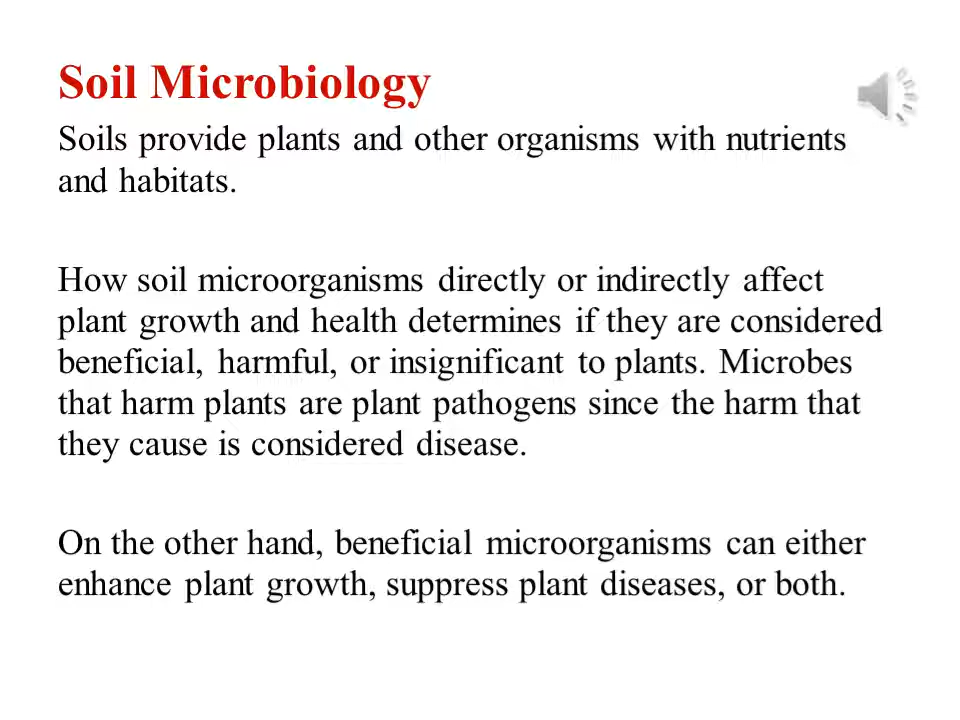 Soil Microbiology
Soils provide plants and other organisms with nutrients
and habitats.
How soil microorganisms directly or indirectly affect
plant growth and health determines if they are considered
beneficial, harmful, or insignificant to plants. Microbes
that harm plants are plant pathogens since the harm that
they cause is considered disease.
On the other hand, beneficial microorganisms can either
enhance plant growth, suppress plant diseases, or both.